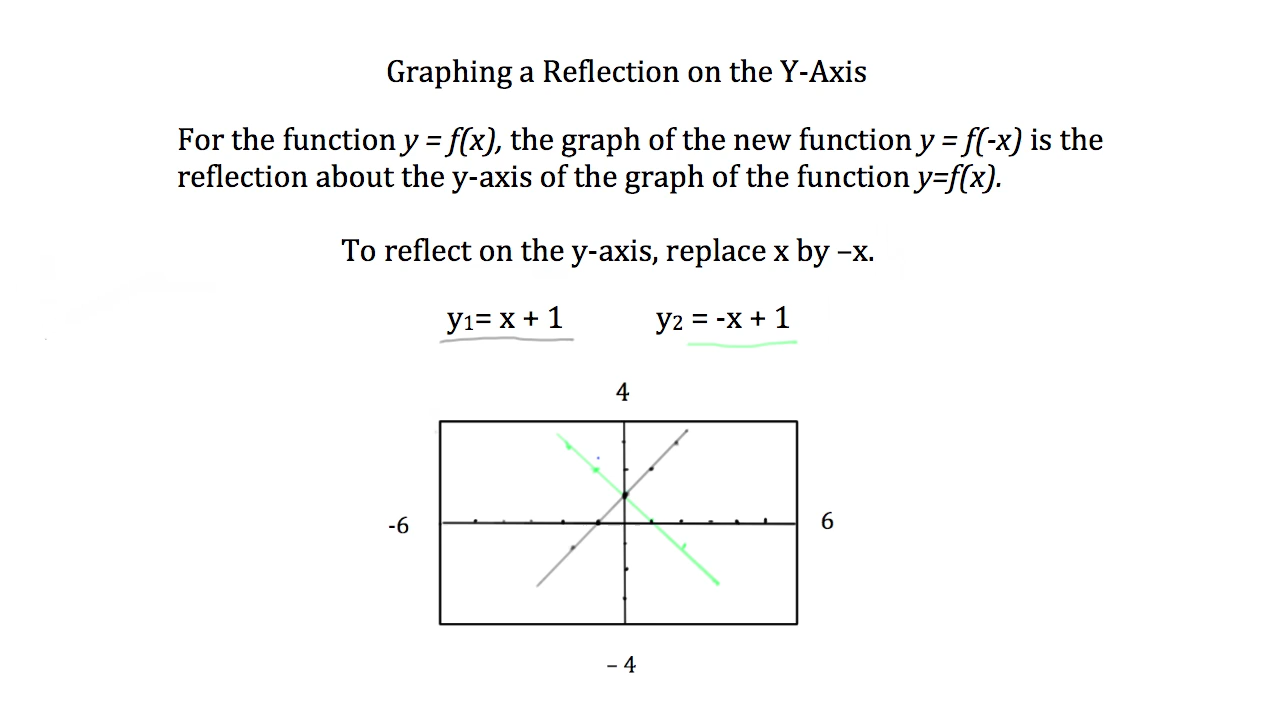 Graphing a Reflection on the Y-Axis
For the function y = f(x), the graph of the new function y = f(-x) is the
reflection about the y-axis of the graph of the function y=f(x).
To reflect on the y-axis, replace x by –x.
y1= x + 1 y2 = -x + 1
4
-6 6
– 4